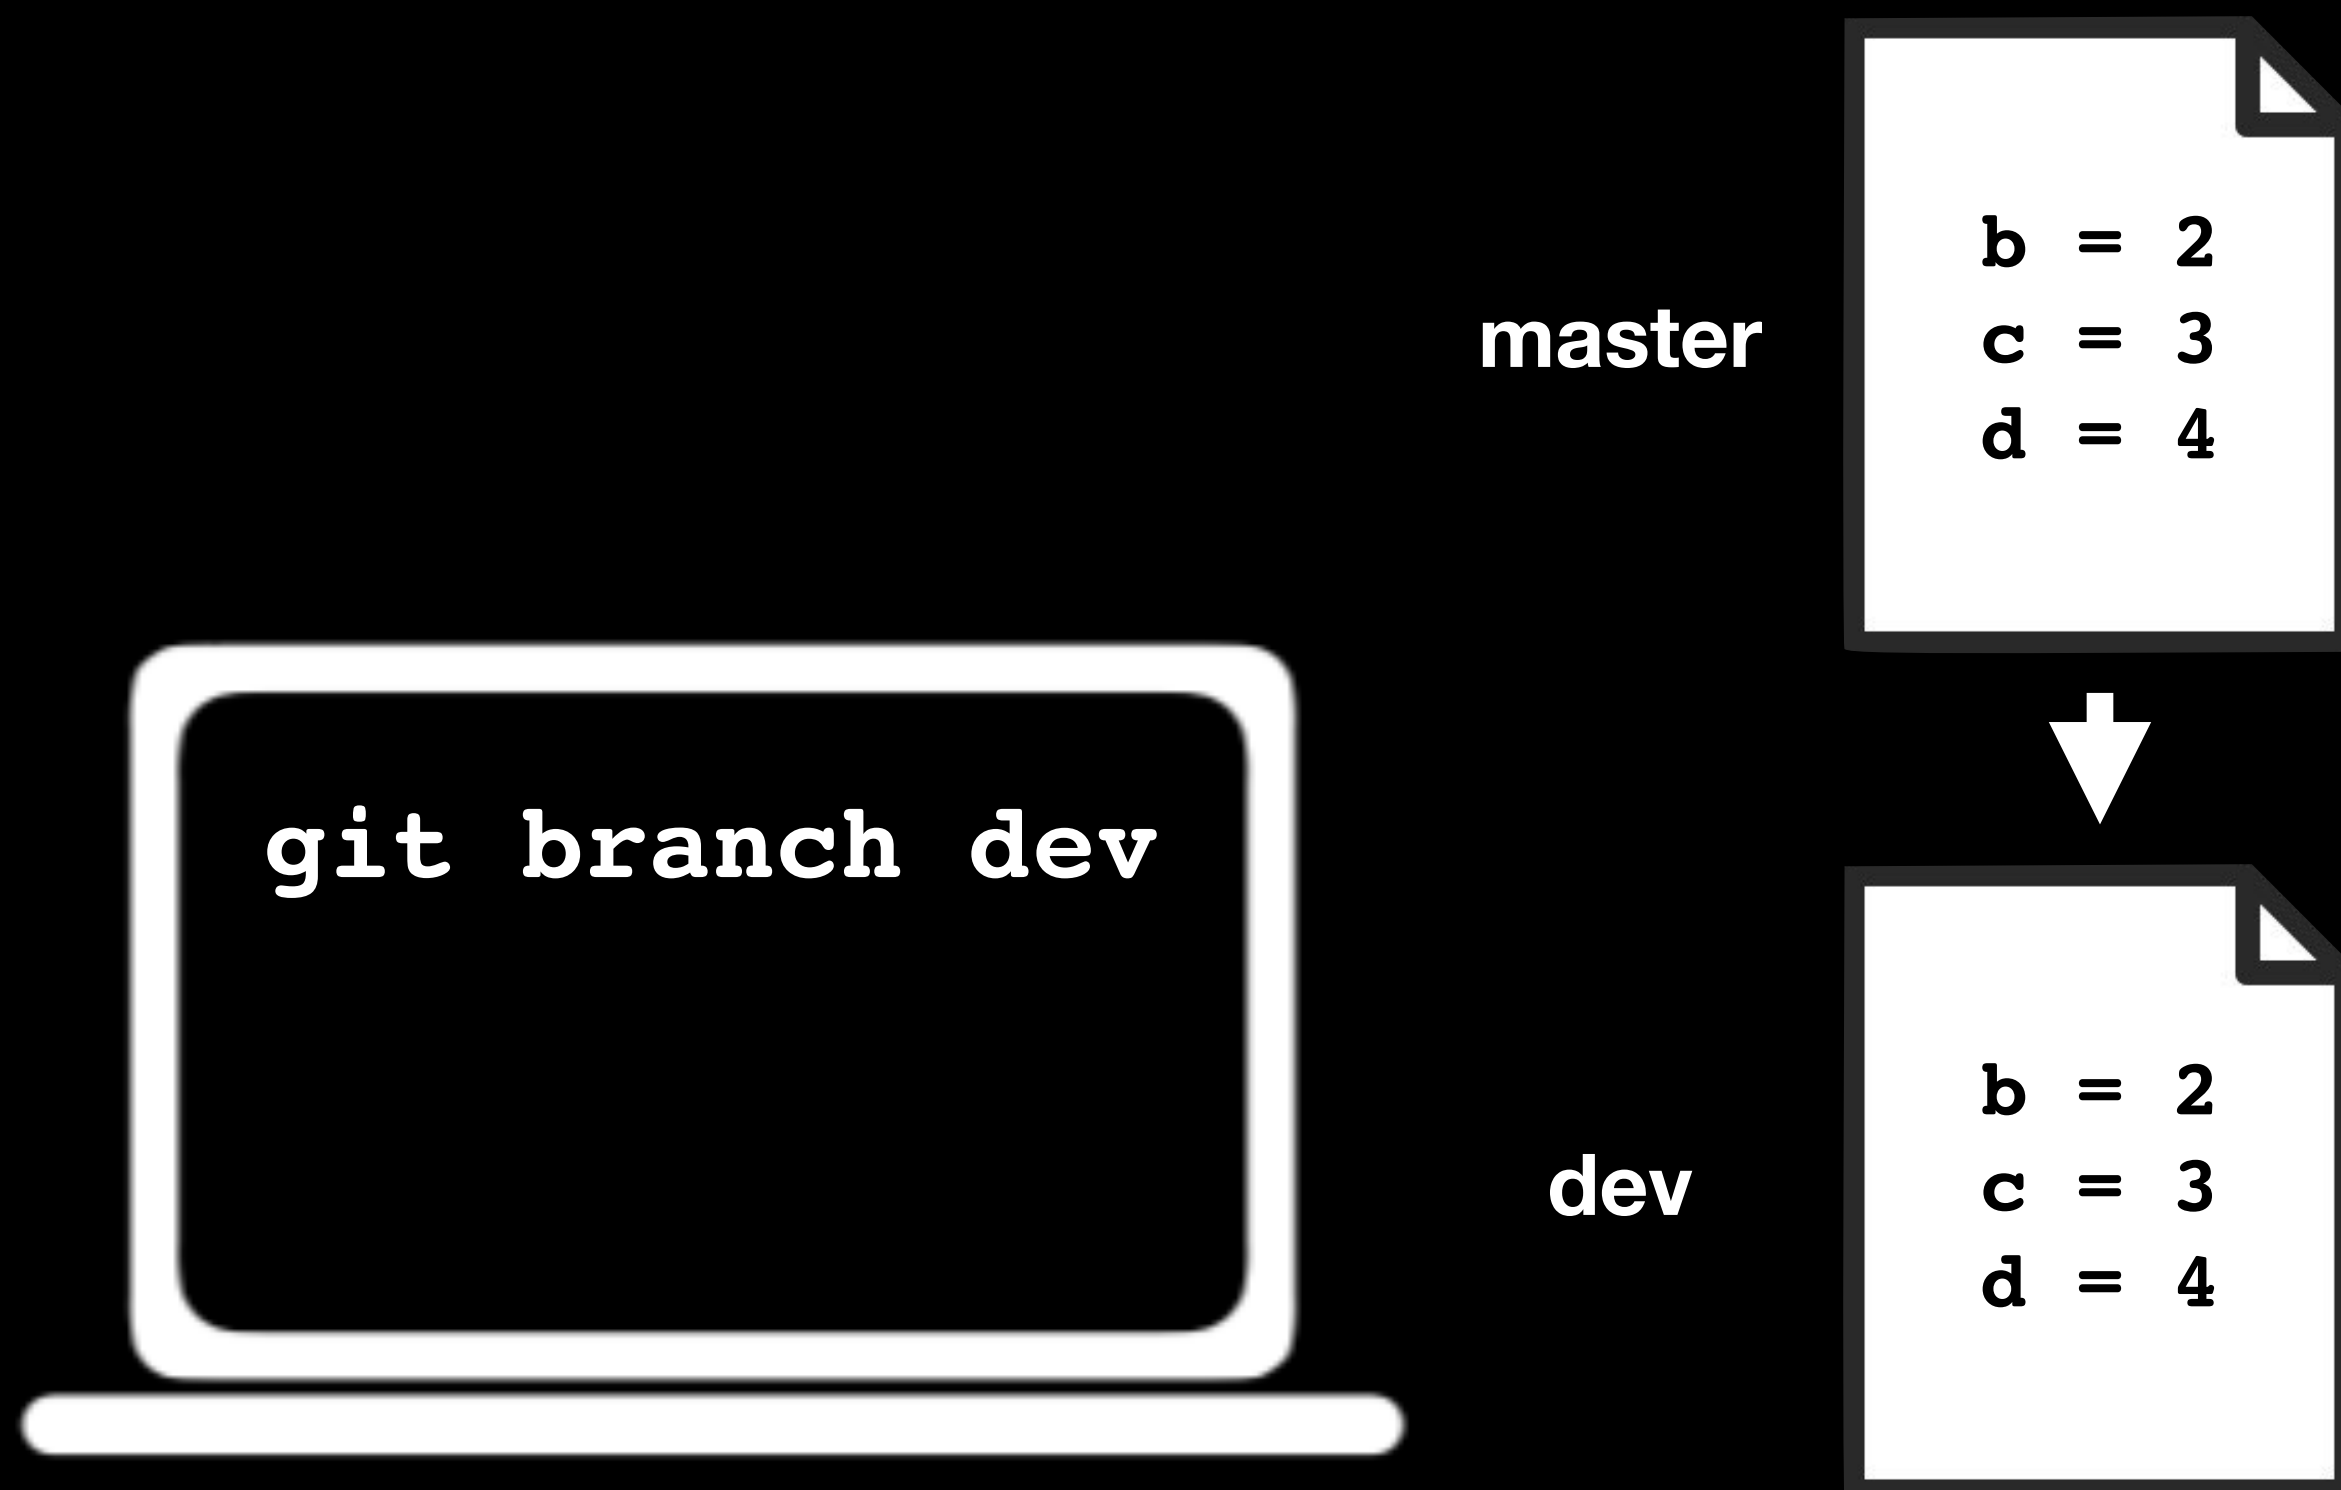 master
b = 2
c = 3
d = 4
git branch dev
dev
b = 2
c = 3
d = 4